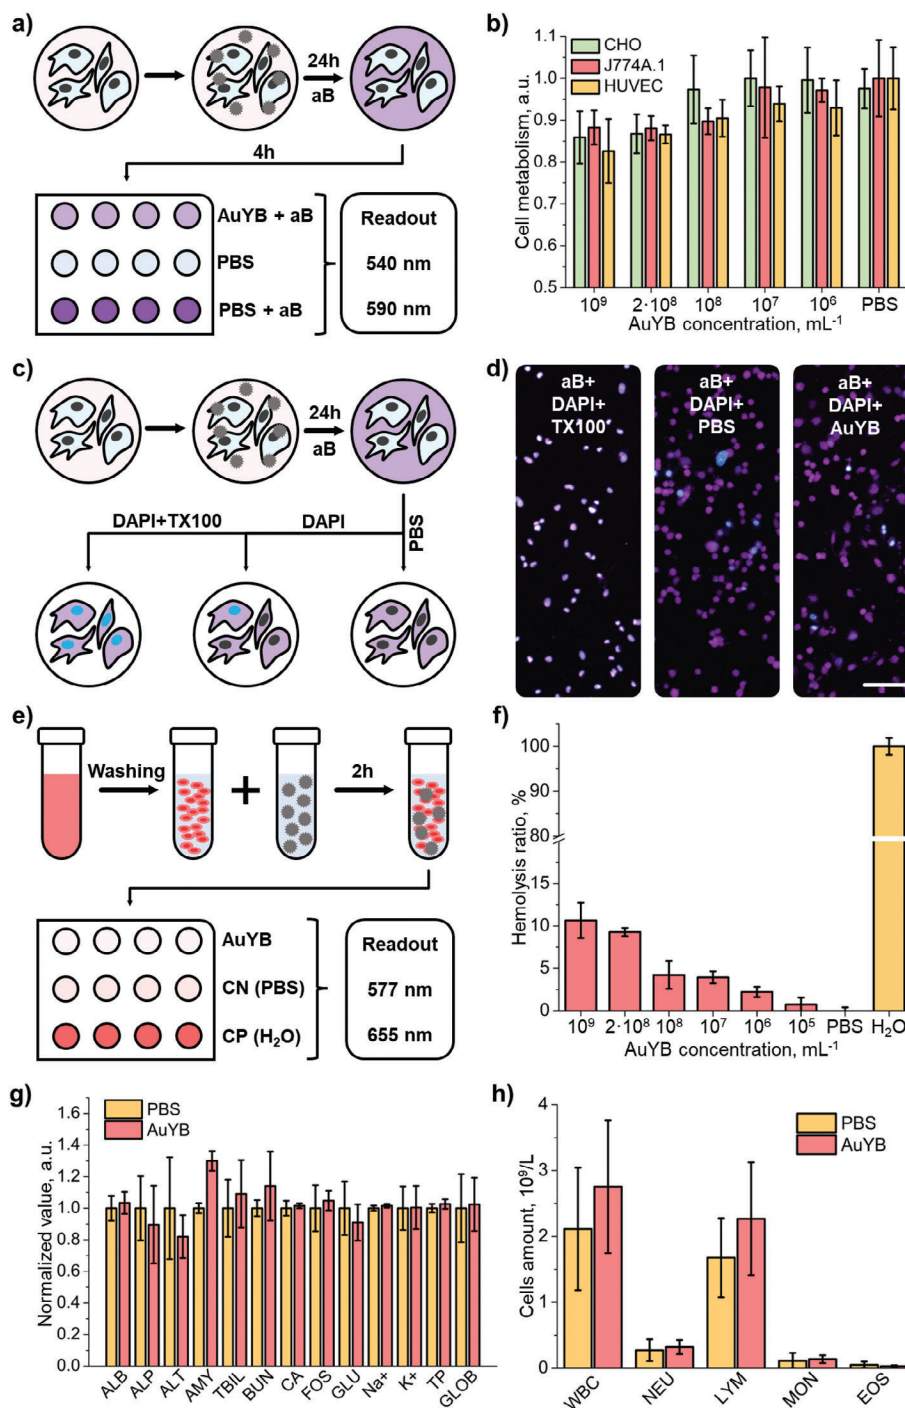 a)
24h
aB
4h
AuYB + aB
PBS
PBS + aB
Readout
540 nm
590 nm
b)
CHO
J774A.1
HUVEC
Cell metabolism, a.u.
1.1
1.0
0.9
0.8
0.7
0.6
0.5
10⁹ 2·10⁸ 10⁸ 10⁷ 10⁶ PBS
AuYB concentration, mL⁻¹
c)
24h
aB
DAPI+TX100
DAPI
PBS
d)
aB+
DAPI+
TX100
aB+
DAPI+
PBS
aB+
DAPI+
AuYB
e)
Washing
2h
AuYB
CN (PBS)
CP (H₂O)
Readout
577 nm
655 nm
f)
Hemolysis ratio, %
100
90
80
15
10
5
0
10⁹ 2·10⁸ 10⁸ 10⁷ 10⁶ 10⁵ PBS H₂O
AuYB concentration, mL⁻¹
g)
PBS
AuYB
Normalized value, a.u.
1.6
1.4
1.2
1.0
0.8
0.6
0.4
0.2
0.0
ALB ALP ALT AMY TBIL BUN CA FOS GLU Na+ K+ TP GLOB
h)
PBS
AuYB
Cells amount, 10⁹/L
4
3
2
1
0
WBC NEU LYM MON EOS